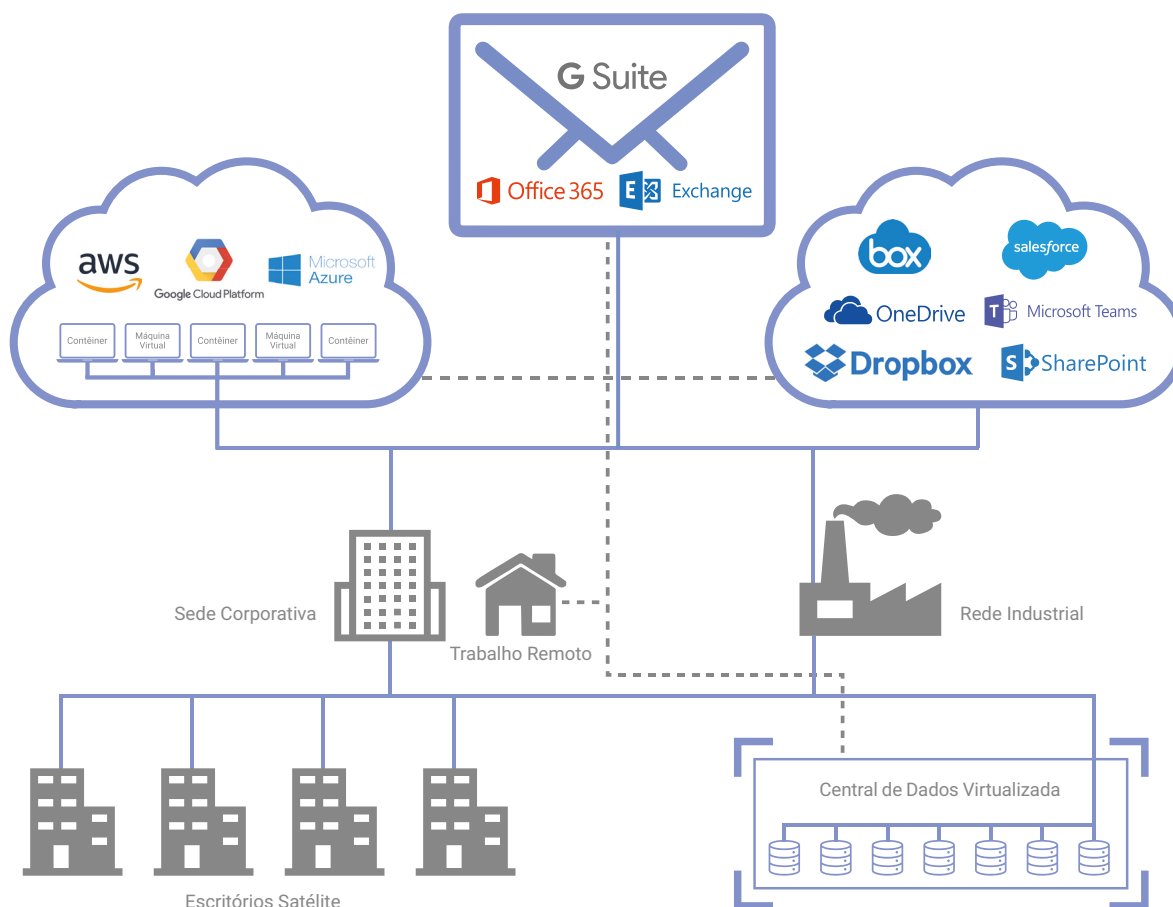 G Suite
Office 365
E Exchange
aws
Google Cloud Platform
Microsoft
Azure
Contêiner
Máquina
Virtual
Contêiner
Máquina
Virtual
Contêiner
box
salesforce
OneDrive
T Microsoft Teams
Dropbox
S SharePoint
Sede Corporativa
Trabalho Remoto
Rede Industrial
Central de Dados Virtualizada
Escritórios Satélite